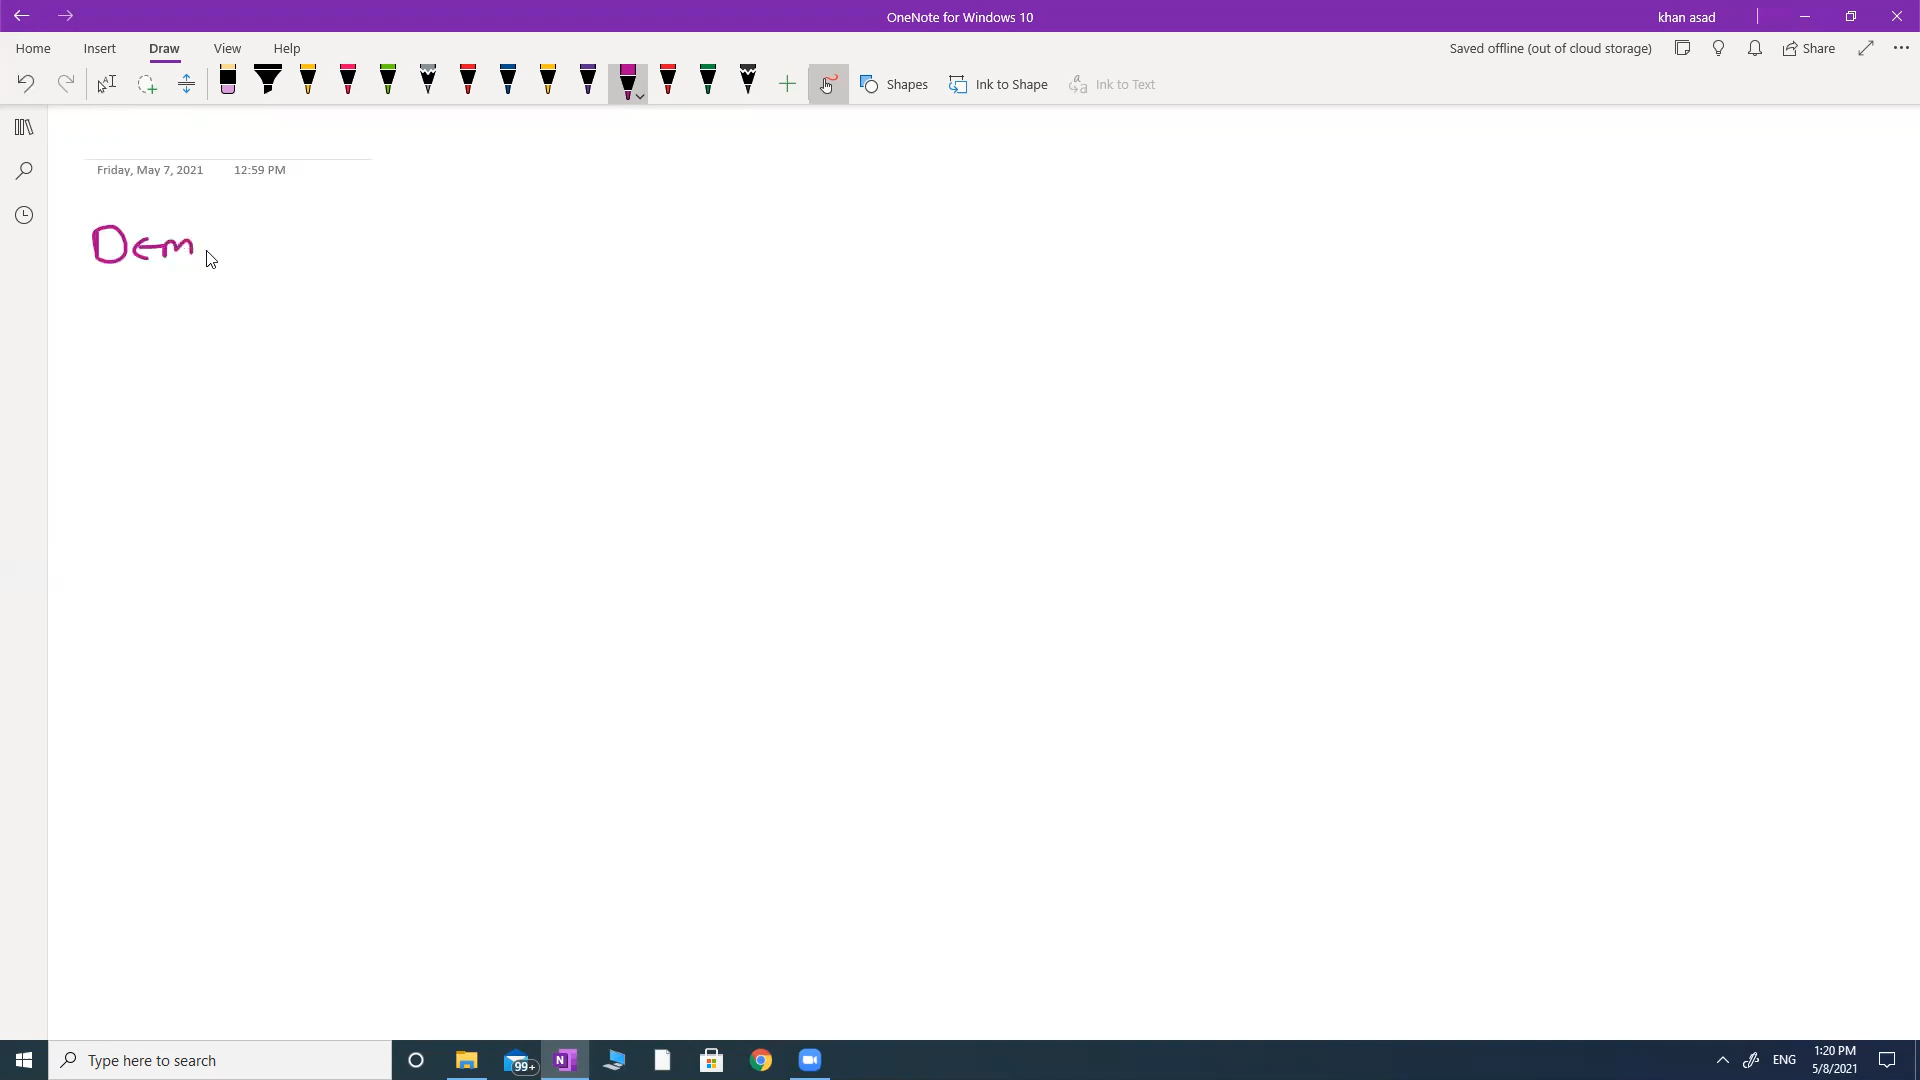 OneNote for Windows 10 khan asad
Home Insert Draw View Help Saved offline (out of cloud storage) Share
Shapes Ink to Shape Ink to Text
Friday, May 7, 2021 12:59 PM
Dem
Type here to search 99+ N ENG 1:20 PM
5/8/2021